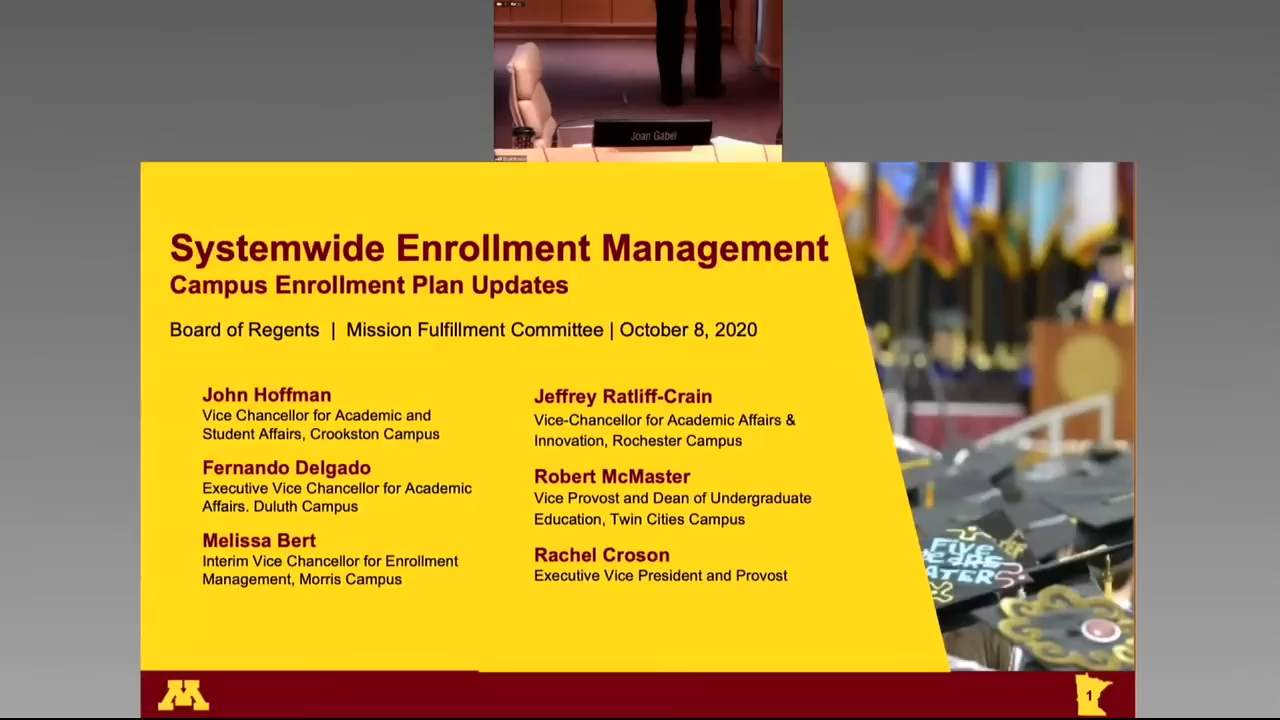 Joan Gabel
Systemwide Enrollment Management
Campus Enrollment Plan Updates
Board of Regents | Mission Fulfillment Committee | October 8, 2020
John Hoffman
Vice Chancellor for Academic and
Student Affairs, Crookston Campus
Fernando Delgado
Executive Vice Chancellor for Academic
Affairs. Duluth Campus
Melissa Bert
Interim Vice Chancellor for Enrollment
Management, Morris Campus
Jeffrey Ratliff-Crain
Vice-Chancellor for Academic Affairs &
Innovation, Rochester Campus
Robert McMaster
Vice Provost and Dean of Undergraduate
Education, Twin Cities Campus
Rachel Croson
Executive Vice President and Provost
FIVE
YEARS
LATER
M
1